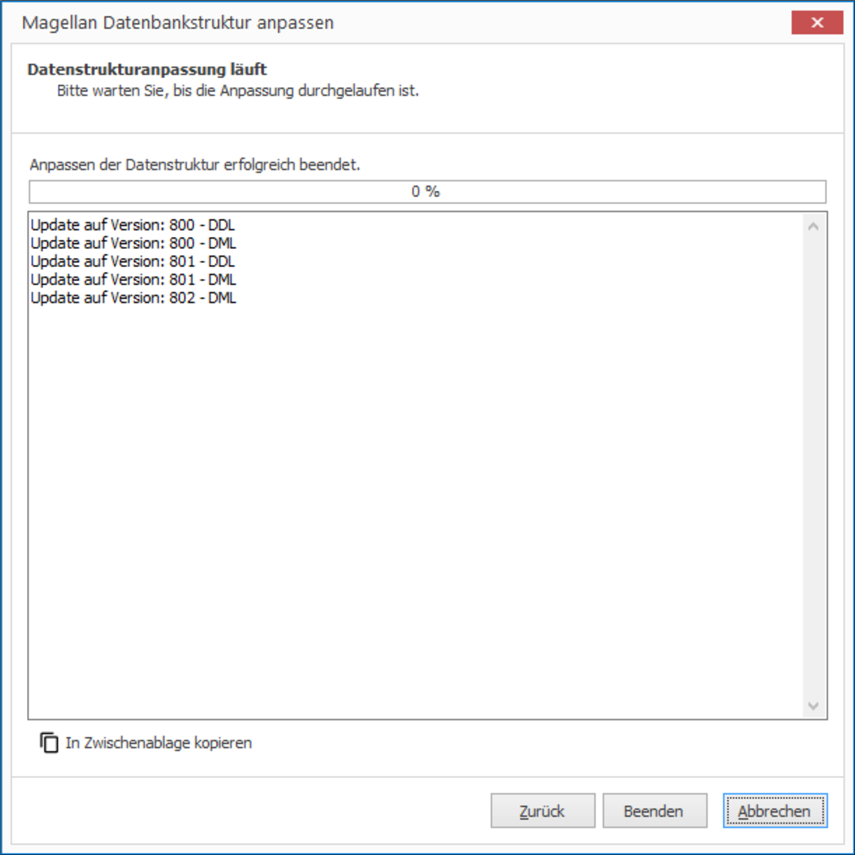 Magellan Datenbankstruktur anpassen
Datenstrukturanpassung läuft
Bitte warten Sie, bis die Anpassung durchgelaufen ist.
Anpassen der Datenstruktur erfolgreich beendet.
0 %
Update auf Version: 800 - DDL
Update auf Version: 800 - DML
Update auf Version: 801 - DDL
Update auf Version: 801 - DML
Update auf Version: 802 - DML
In Zwischenablage kopieren
Zurück Beenden Abbrechen